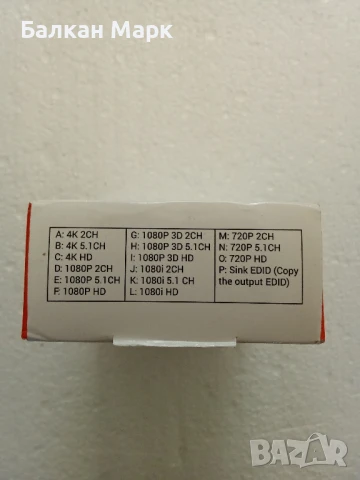 Балкан Марк
A: 4K 2CH
B: 4K 5.1CH
C: 4K HD
D: 1080P 2CH
E: 1080P 5.1CH
F: 1080P HD
G: 1080P 3D 2CH
H: 1080P 3D 5.1CH
I: 1080P 3D HD
J: 1080i 2CH
K: 1080i 5.1 CH
L: 1080i HD
M: 720P 2CH
N: 720P 5.1CH
O: 720P HD
P: Sink EDID (Copy
the output EDID)
BAZAR